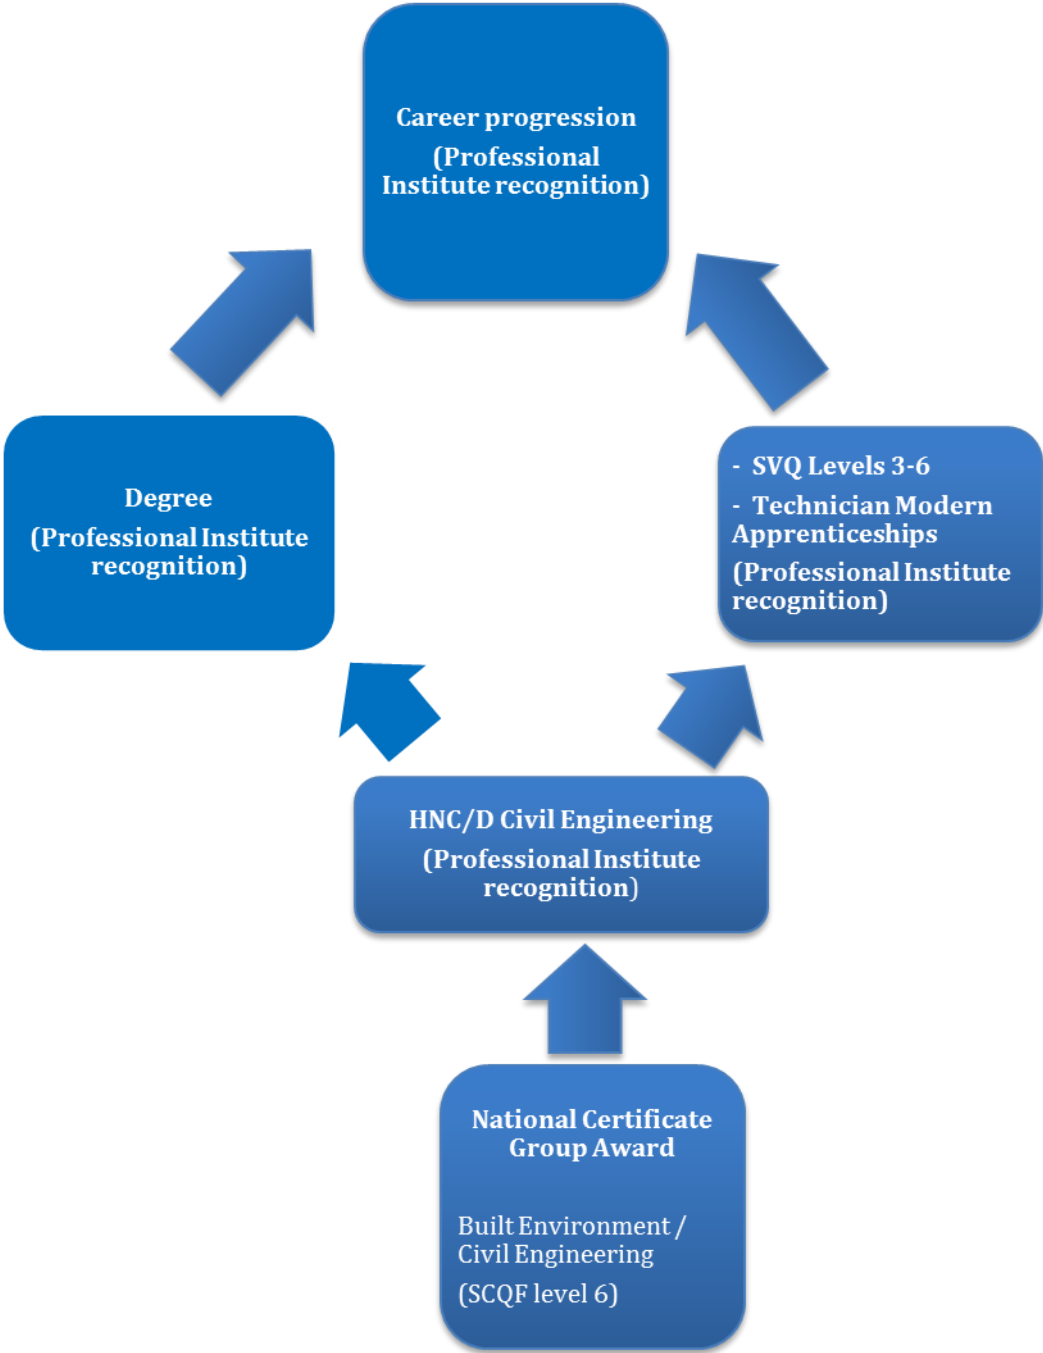 Career progression
(Professional
Institute recognition)
Degree
(Professional Institute
recognition)
- SVQ Levels 3-6
- Technician Modern
Apprenticeships
(Professional Institute
recognition)
HNC/D Civil Engineering
(Professional Institute
recognition)
National Certificate
Group Award
Built Environment /
Civil Engineering
(SCQF level 6)